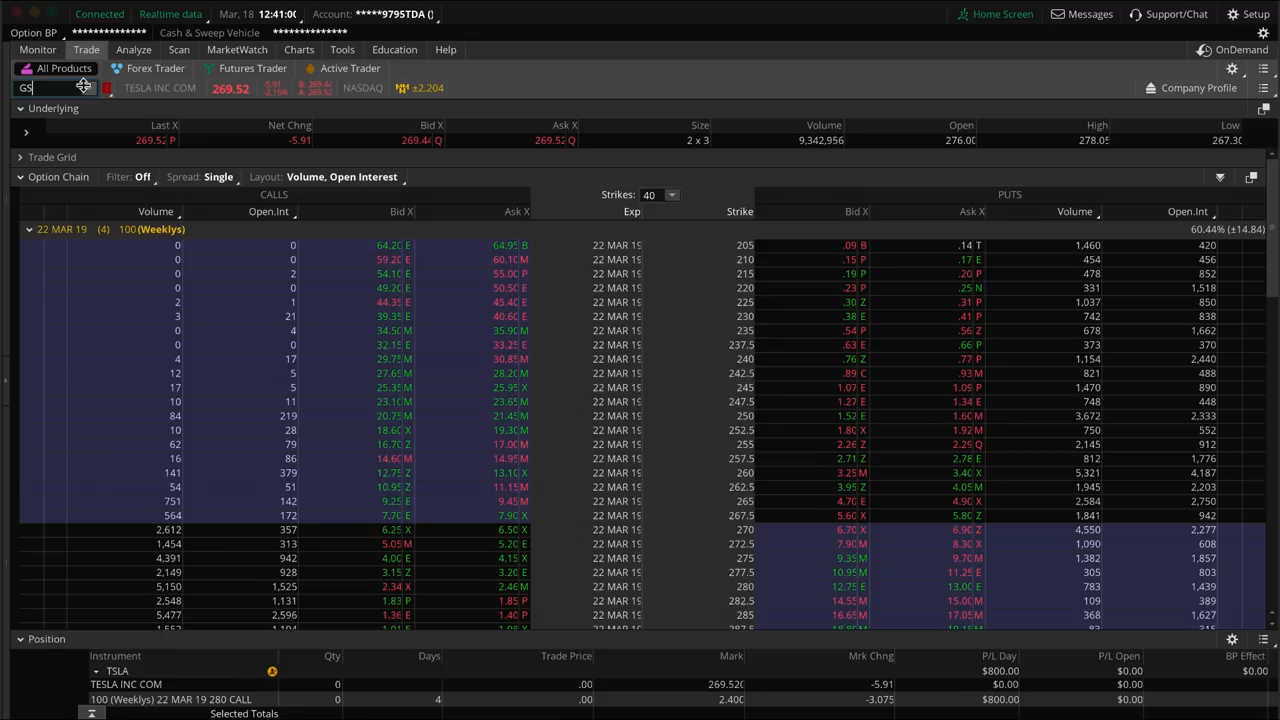 Connected Realtime data Mar, 18 12:41:00 Account: *****9795TDA () Home Screen Messages Support/Chat Setup
Option BP ************** Cash & Sweep Vehicle **************
Monitor Trade Analyze Scan MarketWatch Charts Tools Education Help OnDemand
All Products Forex Trader Futures Trader Active Trader
GS TESLA INC COM 269.52 -5.91 -2.15% B: 269.44 A: 269.52 NASDAQ ±2.204 Company Profile
Underlying
Last X Net Chng Bid X Ask X Size Volume Open High Low
269.52 P -5.91 269.44 Q 269.52 Q 2 x 3 9,342,956 276.00 278.05 267.30
Trade Grid
Option Chain Filter: Off Spread: Single Layout: Volume, Open Interest
CALLS Strikes: 40 PUTS
Volume Open.Int Bid X Ask X Exp Strike Bid X Ask X Volume Open.Int
22 MAR 19 (4) 100 (Weeklys) 60.44% (±14.84)
0 0 64.20 E 64.95 B 22 MAR 19 205 .09 B .14 T 1,460 420
0 0 59.20 E 60.10 M 22 MAR 19 210 .15 P .17 E 454 456
0 2 54.10 E 55.00 P 22 MAR 19 215 .19 P .20 P 478 852
0 0 49.20 E 50.50 E 22 MAR 19 220 .23 P .25 N 331 1,518
2 1 44.35 E 45.40 E 22 MAR 19 225 .30 Z .31 P 1,037 850
3 21 39.35 E 40.60 E 22 MAR 19 230 .38 E .41 P 742 838
0 4 34.50 M 35.90 M 22 MAR 19 235 .54 P .56 Z 678 1,662
0 0 32.15 E 33.25 E 22 MAR 19 237.5 .63 E .66 P 373 370
4 17 29.75 M 30.85 M 22 MAR 19 240 .76 Z .77 P 1,154 2,440
12 5 27.65 M 28.20 M 22 MAR 19 242.5 .89 C .93 M 821 488
17 5 25.35 M 25.95 X 22 MAR 19 245 1.07 E 1.09 P 1,470 890
10 11 23.10 M 23.65 M 22 MAR 19 247.5 1.27 E 1.34 E 748 448
84 219 20.75 M 21.45 M 22 MAR 19 250 1.52 E 1.60 M 3,672 2,333
10 28 18.60 X 19.30 M 22 MAR 19 252.5 1.80 X 1.92 M 750 552
62 79 16.70 Z 17.00 M 22 MAR 19 255 2.26 Z 2.29 Q 2,145 912
16 86 14.60 M 14.95 M 22 MAR 19 257.5 2.71 Z 2.78 E 812 1,776
141 379 12.75 Z 13.10 X 22 MAR 19 260 3.25 M 3.40 X 5,321 4,187
54 51 10.95 Z 11.15 M 22 MAR 19 262.5 3.95 Z 4.05 M 1,945 2,203
751 142 9.25 E 9.45 M 22 MAR 19 265 4.70 E 4.90 X 2,584 2,750
564 172 7.70 E 7.90 X 22 MAR 19 267.5 5.60 X 5.80 Z 1,841 942
2,612 357 6.25 X 6.50 X 22 MAR 19 270 6.70 X 6.90 Z 4,550 2,277
1,454 313 5.05 M 5.20 E 22 MAR 19 272.5 7.90 M 8.30 X 1,090 608
4,391 942 4.00 E 4.15 X 22 MAR 19 275 9.35 M 9.70 M 1,382 1,857
2,149 928 3.15 Z 3.20 E 22 MAR 19 277.5 10.95 M 11.25 E 305 803
5,150 1,525 2.34 X 2.46 M 22 MAR 19 280 12.75 E 13.00 E 783 1,439
2,548 1,131 1.83 P 1.85 P 22 MAR 19 282.5 14.55 M 15.00 M 109 389
5,477 2,596 1.36 E 1.40 P 22 MAR 19 285 16.65 M 17.05 M 368 1,627
Position
Instrument Qty Days Trade Price Mark Mrk Chng P/L Day P/L Open BP Effect
TSLA $800.00 $0.00 $0.00
TESLA INC COM 0 .00 269.520 -5.91 $0.00 $0.00
100 (Weeklys) 22 MAR 19 280 CALL 0 4 .00 2.400 -3.075 $800.00 $0.00
Selected Totals